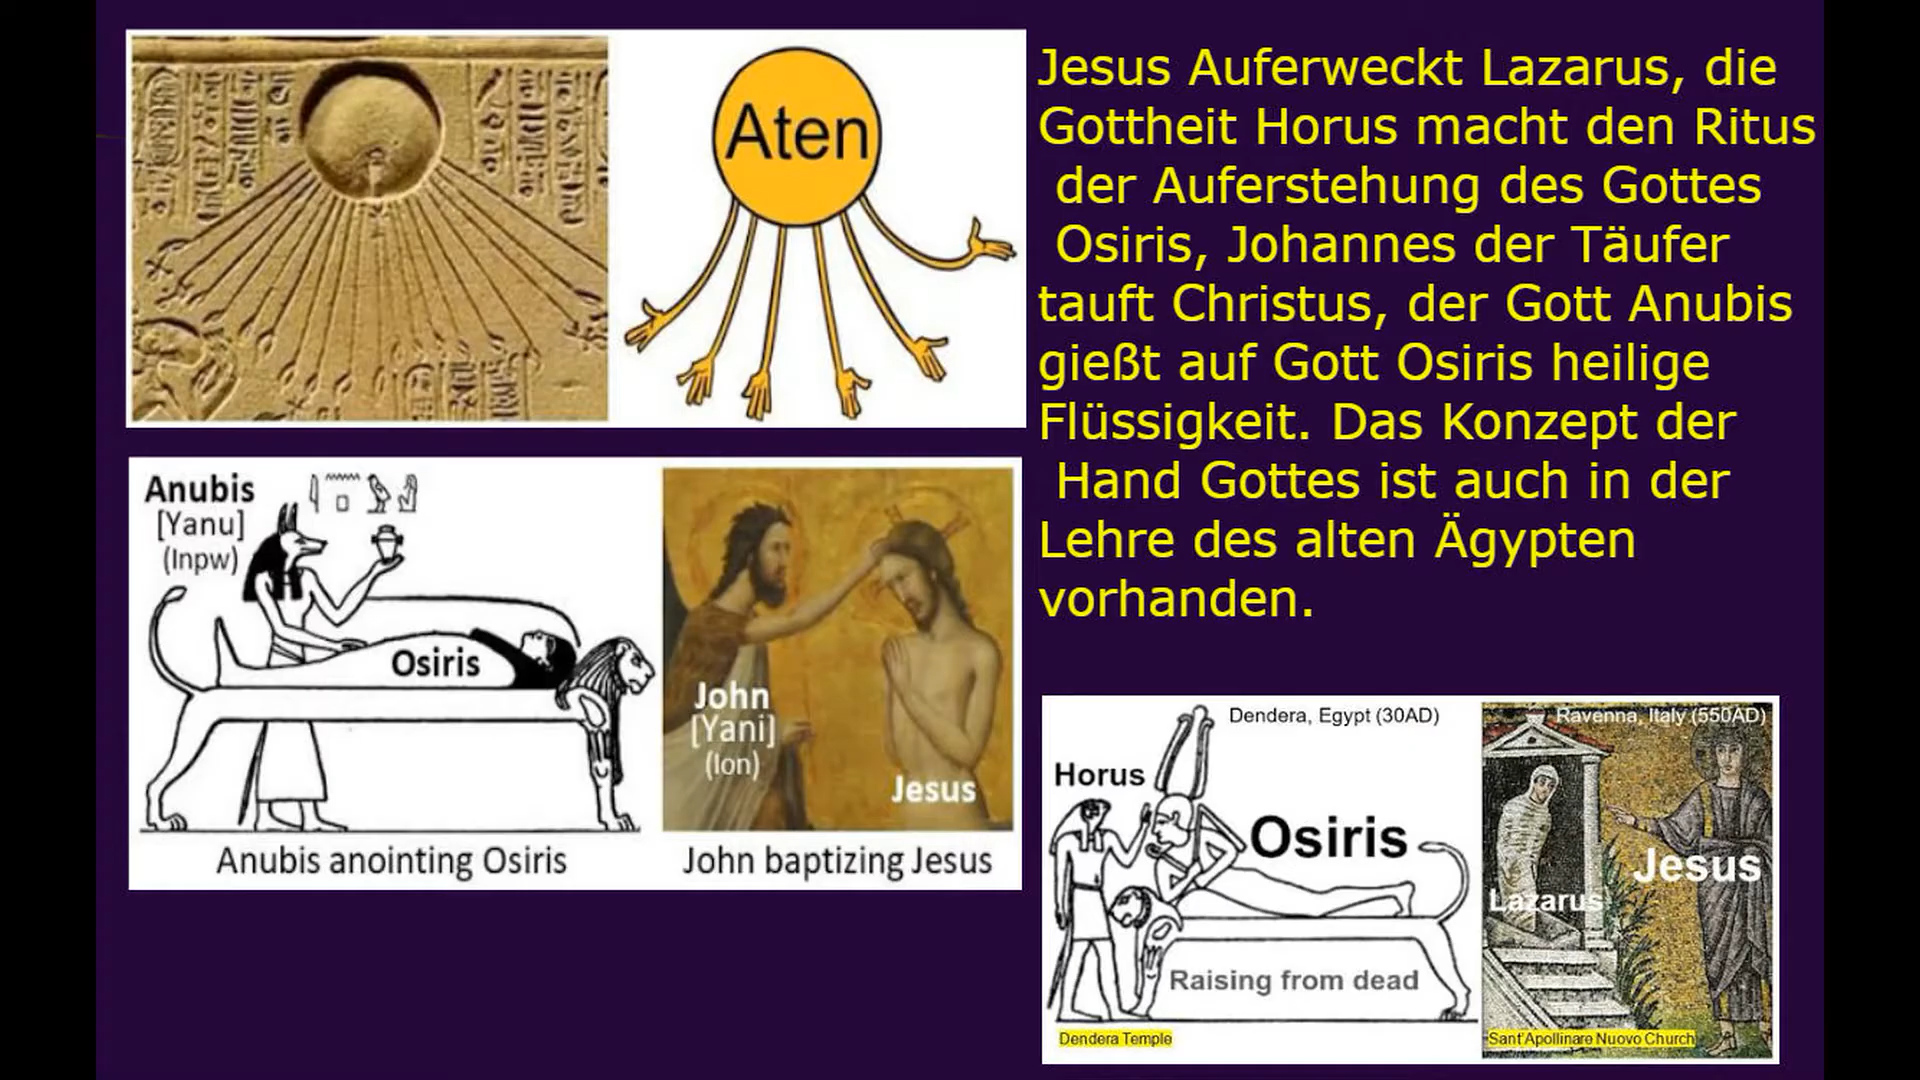 Aten
Jesus Auferweckt Lazarus, die
Gottheit Horus macht den Ritus
der Auferstehung des Gottes
Osiris, Johannes der Täufer
tauft Christus, der Gott Anubis
gießt auf Gott Osiris heilige
Flüssigkeit. Das Konzept der
Hand Gottes ist auch in der
Lehre des alten Ägypten
vorhanden.
Anubis
[Yanu]
(Inpw)
Osiris
Anubis anointing Osiris
John
[Yani]
(Ion)
Jesus
John baptizing Jesus
Dendera, Egypt (30AD)
Horus
Osiris
Raising from dead
Dendera Temple
Ravenna, Italy (550AD)
Jesus
Lazarus
Sant'Apollinare Nuovo Church